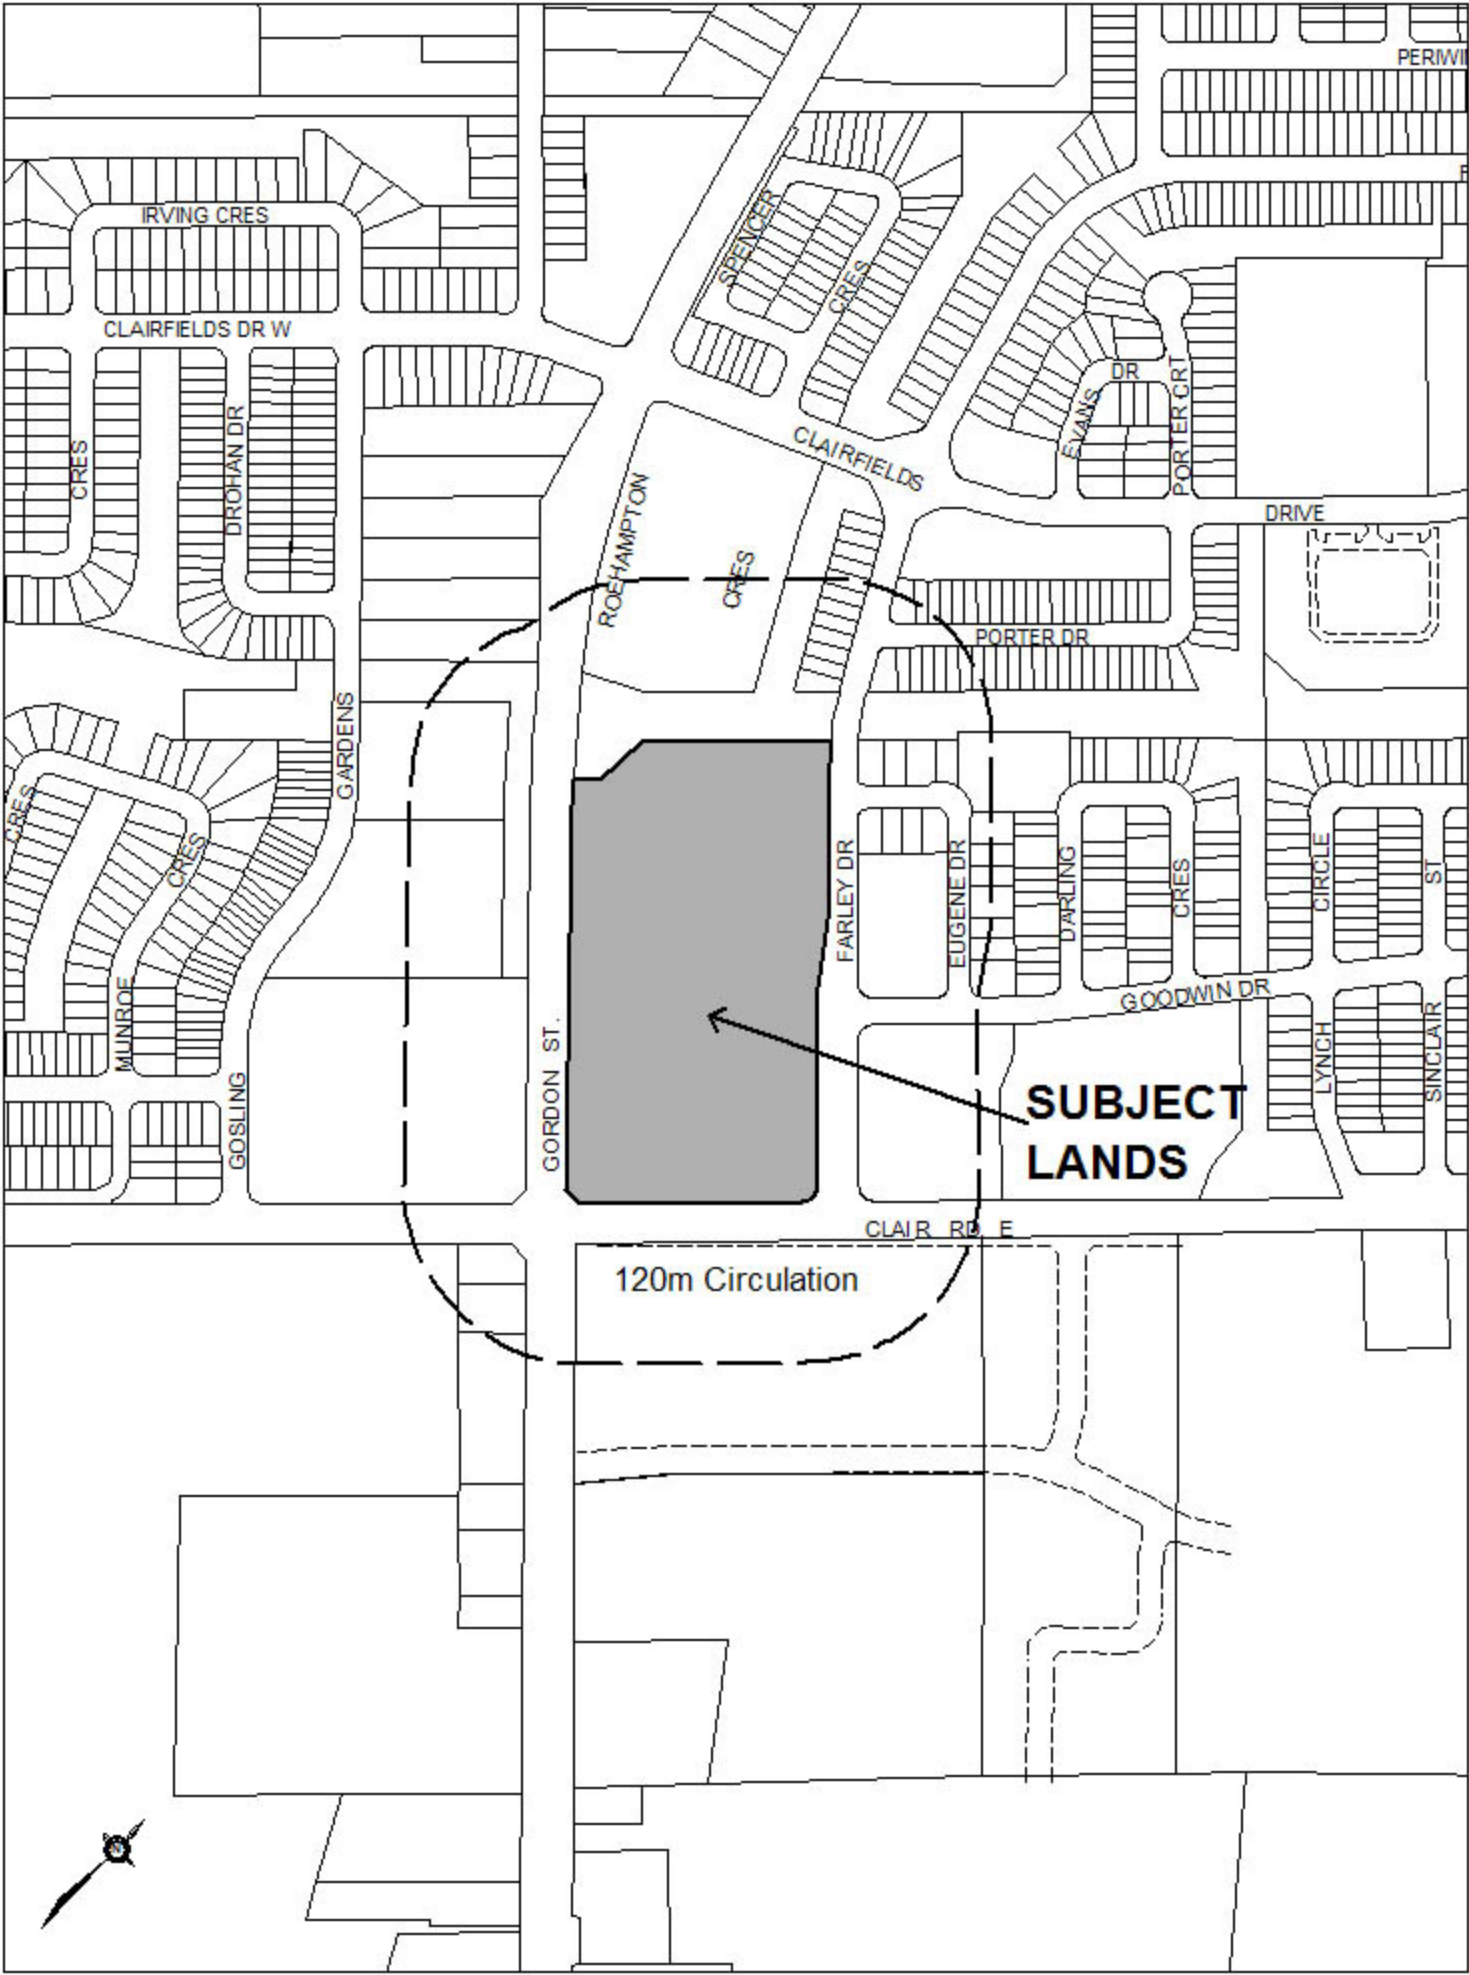 PERIWI
IRVING CRES
SPENCER
CRES
CLAIRFIELDS DR W
DR
PORTER CRT
EVANS
CRES
DROHAN DR
CLAIRFIELDS
DRIVE
ROEHAMPTON
CRES
PORTER DR
GARDENS
CRES
CRES
FARLEY DR
EUGENE DR
DARLING
CRES
CIRCLE
ST
GOODWIN DR
MUNROE
GORDON ST.
GOSLING
LYNCH
SINCLAIR
SUBJECT
LANDS
CLAIR RD E
120m Circulation